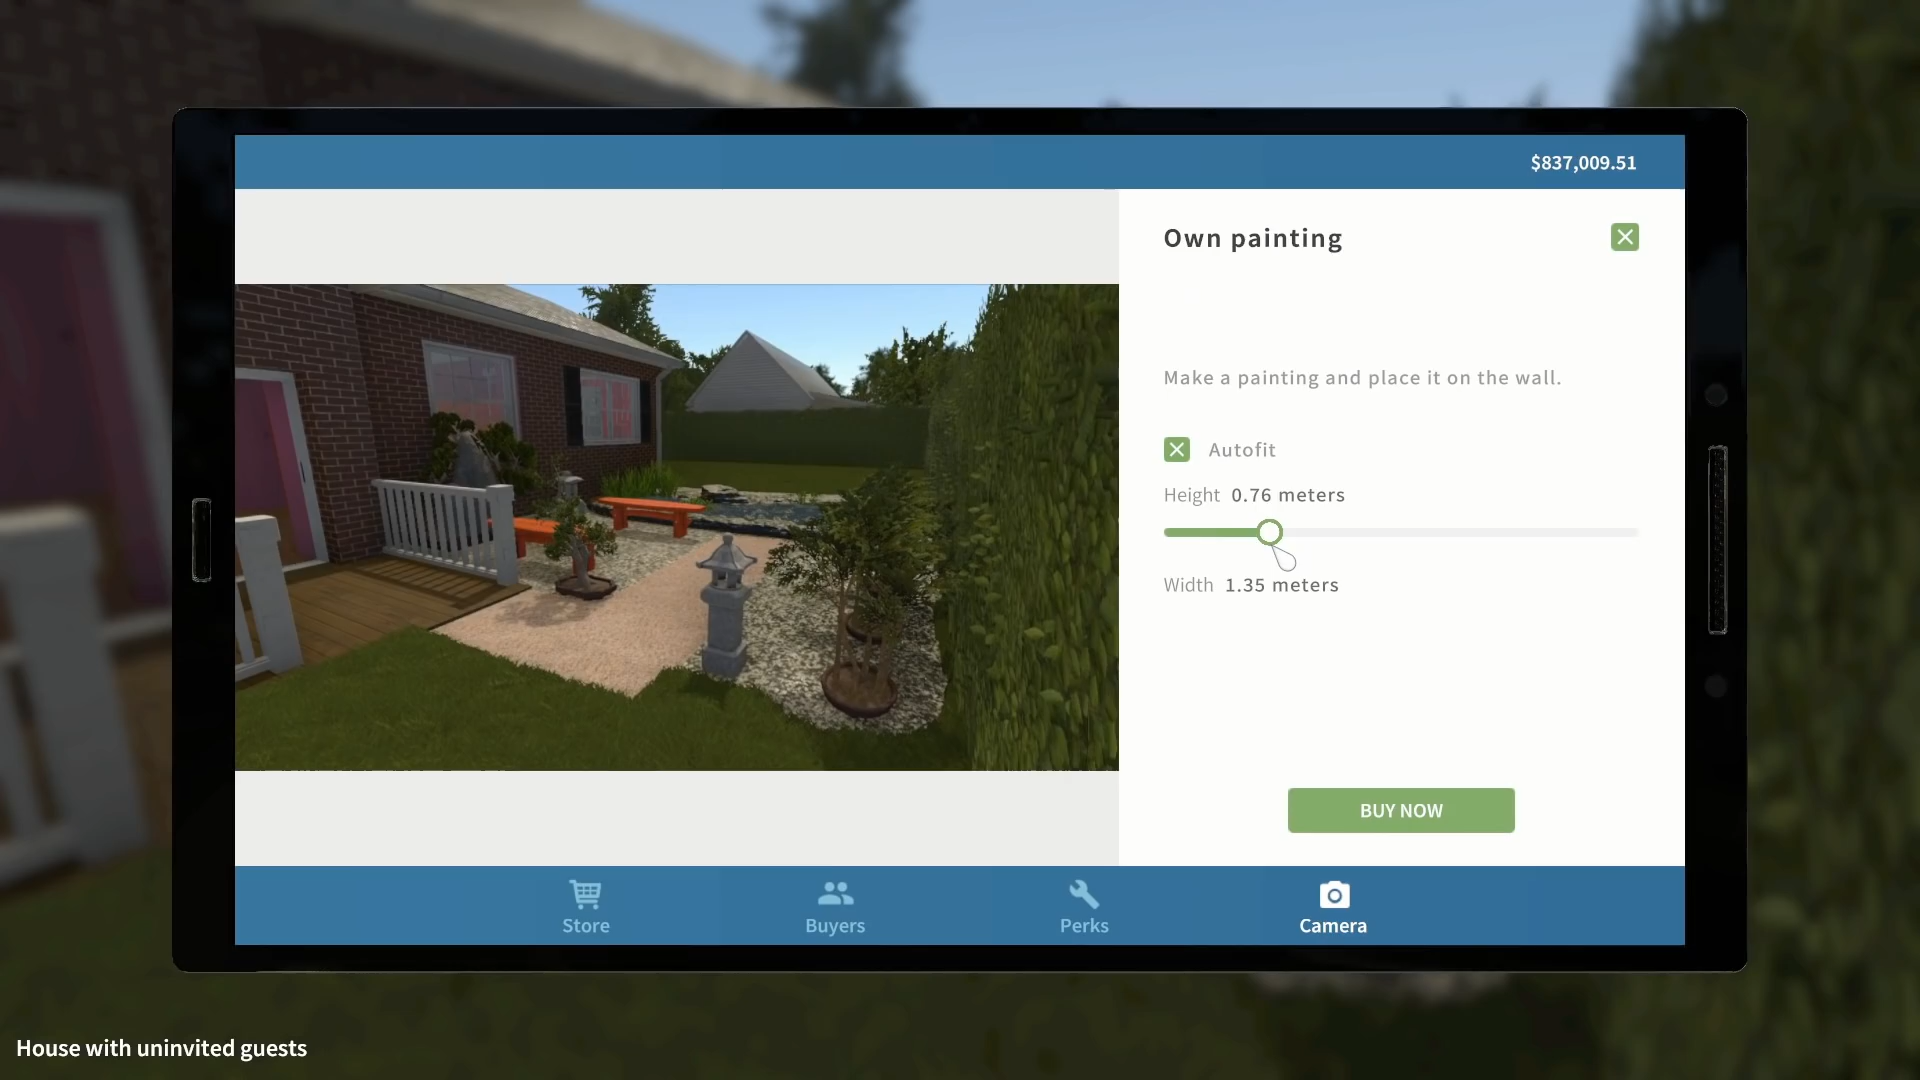 $837,009.51
Own painting
Make a painting and place it on the wall.
Autofit
Height 0.76 meters
Width 1.35 meters
BUY NOW
Store
Buyers
Perks
Camera
House with uninvited guests